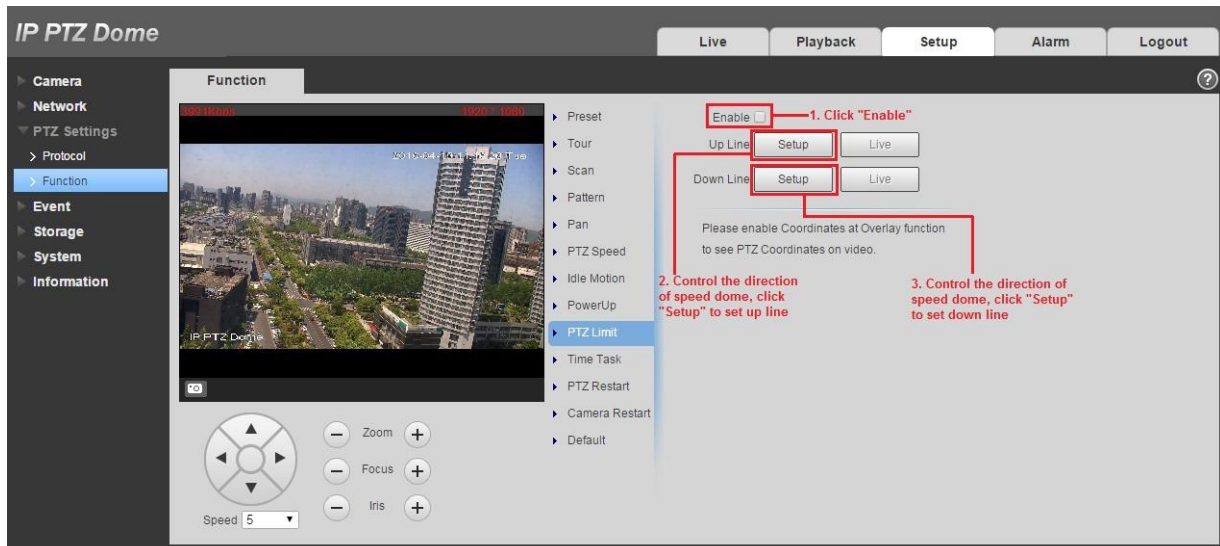 IP PTZ Dome
Live
Playback
Setup
Alarm
Logout
Camera
Network
PTZ Settings
Protocol
Function
Event
Storage
System
Information
Function
?
1920 * 1080
IP PTZ Dome
Zoom
Focus
Iris
Speed 5
Preset
Tour
Scan
Pattern
Pan
PTZ Speed
Idle Motion
PowerUp
PTZ Limit
Time Task
PTZ Restart
Camera Restart
Default
Enable
1. Click "Enable"
Up Line Setup Live
Down Line Setup Live
Please enable Coordinates at Overlay function
to see PTZ Coordinates on video.
2. Control the direction
of speed dome, click
"Setup" to set up line
3. Control the direction of
speed dome, click "Setup"
to set down line